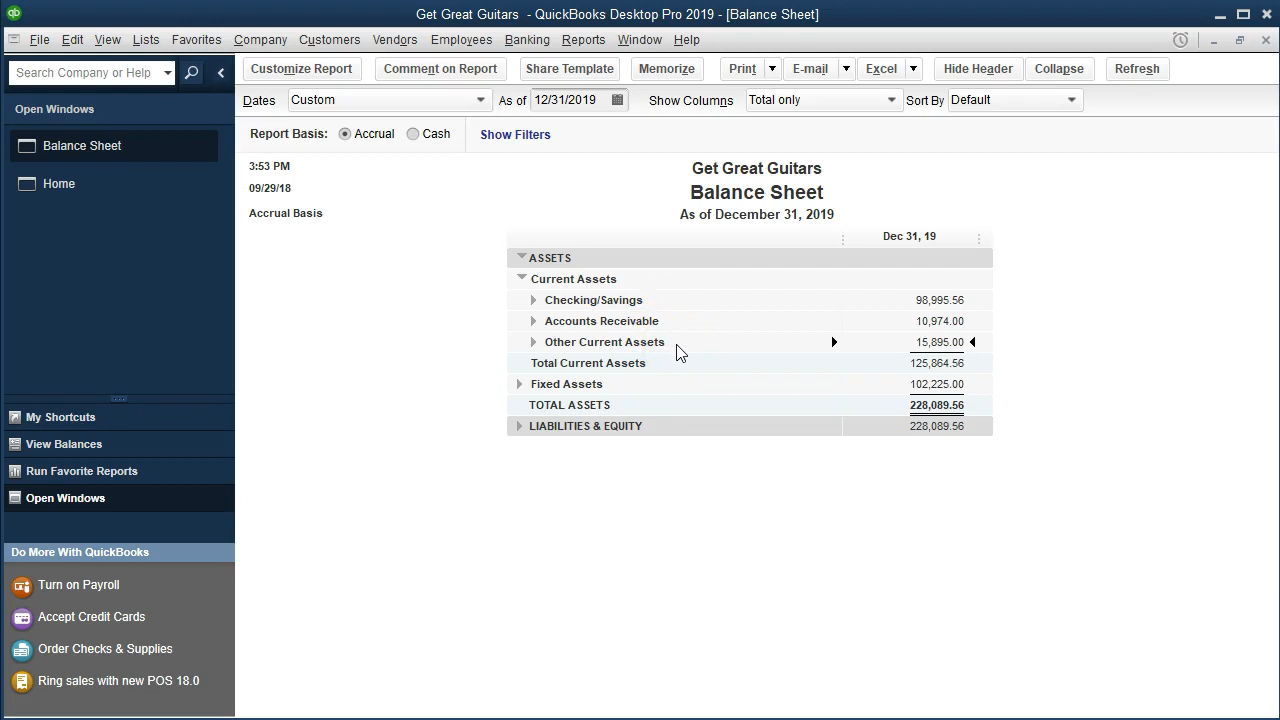 Get Great Guitars - QuickBooks Desktop Pro 2019 - [Balance Sheet]
File Edit View Lists Favorites Company Customers Vendors Employees Banking Reports Window Help
Search Company or Help
Customize Report Comment on Report Share Template Memorize Print E-mail Excel Hide Header Collapse Refresh
Open Windows
Dates Custom As of 12/31/2019 Show Columns Total only Sort By Default
Balance Sheet
Report Basis: Accrual Cash Show Filters
Home
3:53 PM
09/29/18
Accrual Basis
Get Great Guitars
Balance Sheet
As of December 31, 2019
Dec 31, 19
ASSETS
Current Assets
Checking/Savings 98,995.56
Accounts Receivable 10,974.00
Other Current Assets 15,895.00
Total Current Assets 125,864.56
Fixed Assets 102,225.00
TOTAL ASSETS 228,089.56
LIABILITIES & EQUITY 228,089.56
My Shortcuts
View Balances
Run Favorite Reports
Open Windows
Do More With QuickBooks
Turn on Payroll
Accept Credit Cards
Order Checks & Supplies
Ring sales with new POS 18.0